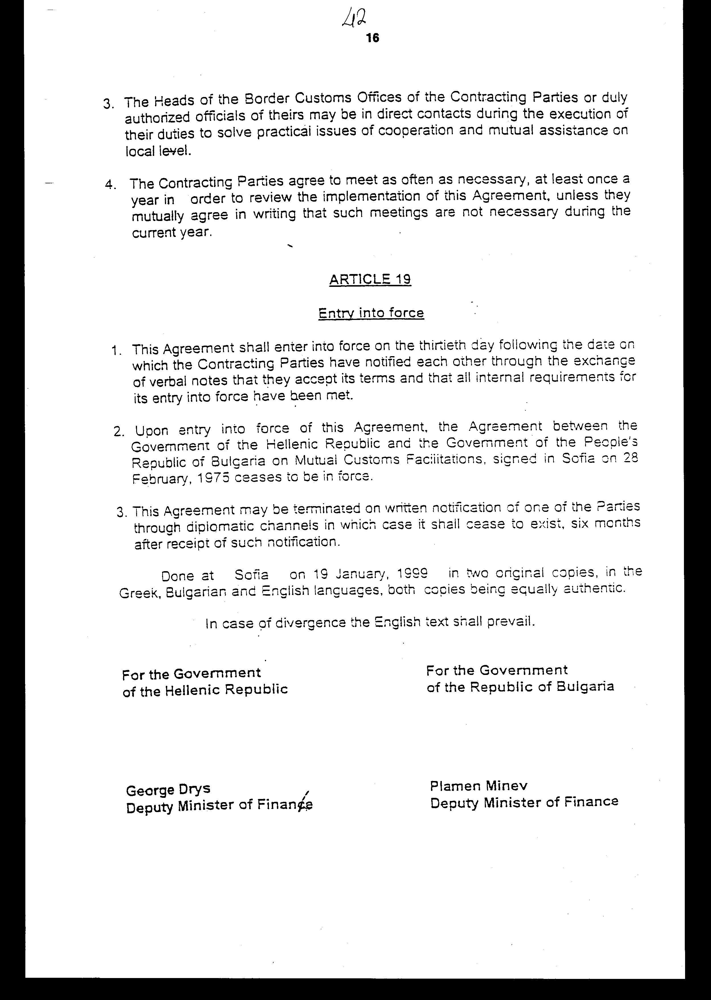 42
16
3. The Heads of the Border Customs Offices of the Contracting Parties or duly
authorized officials of theirs may be in direct contacts during the execution of
their duties to solve practical issues of cooperation and mutual assistance on
local level.
4. The Contracting Parties agree to meet as often as necessary, at least once a
year in order to review the implementation of this Agreement, unless they
mutually agree in writing that such meetings are not necessary during the
current year.
ARTICLE 19
Entry into force
1. This Agreement shall enter into force on the thirtieth day following the date on
which the Contracting Parties have notified each other through the exchange
of verbal notes that they accept its terms and that all internal requirements for
its entry into force have been met.
2. Upon entry into force of this Agreement, the Agreement between the
Government of the Hellenic Republic and the Government of the People's
Republic of Bulgaria on Mutual Customs Facilitations, signed in Sofia on 28
February, 1975 ceases to be in force.
3. This Agreement may be terminated on written notification of one of the Parties
through diplomatic channels in which case it shall cease to exist, six months
after receipt of such notification.
Done at Sofia on 19 January, 1999 in two original copies, in the
Greek, Bulgarian and English languages, both copies being equally authentic.
In case of divergence the English text shall prevail.
For the Government
of the Hellenic Republic
For the Government
of the Republic of Bulgaria
George Drys
Deputy Minister of Finance
Plamen Minev
Deputy Minister of Finance